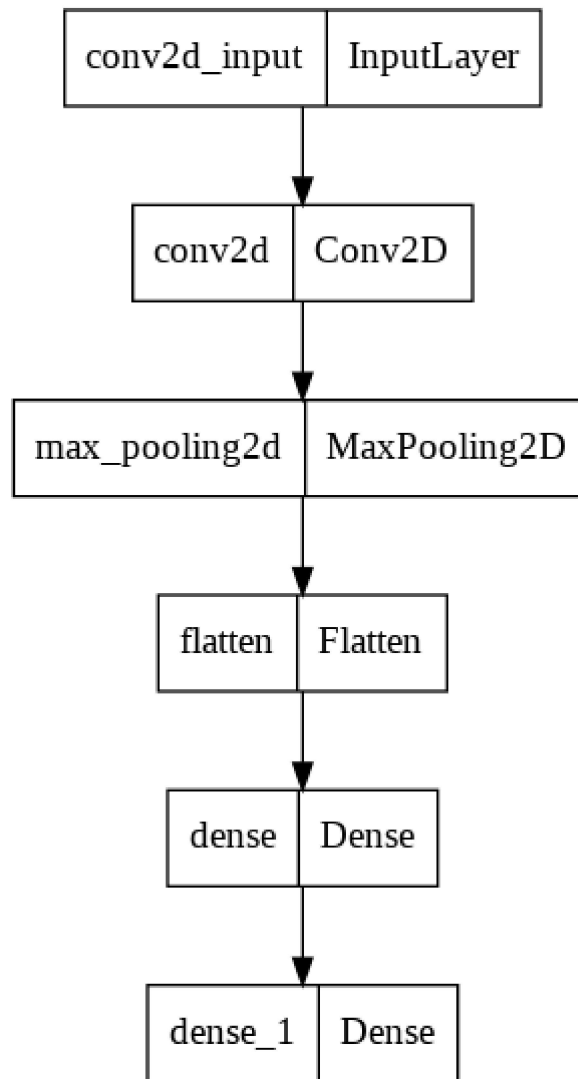 conv2d_input InputLayer
conv2d Conv2D
max_pooling2d MaxPooling2D
flatten Flatten
dense Dense
dense_1 Dense